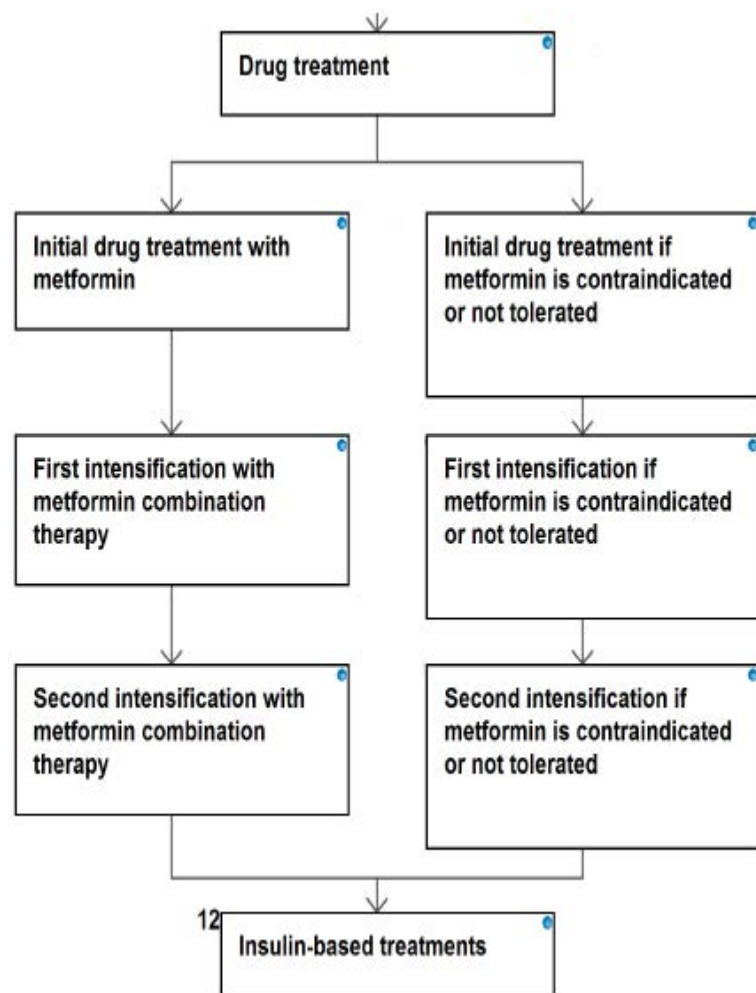 Drug treatment
Initial drug treatment with
metformin
Initial drug treatment if
metformin is contraindicated
or not tolerated
First intensification with
metformin combination
therapy
First intensification if
metformin is contraindicated
or not tolerated
Second intensification with
metformin combination
therapy
Second intensification if
metformin is contraindicated
or not tolerated
12
Insulin-based treatments